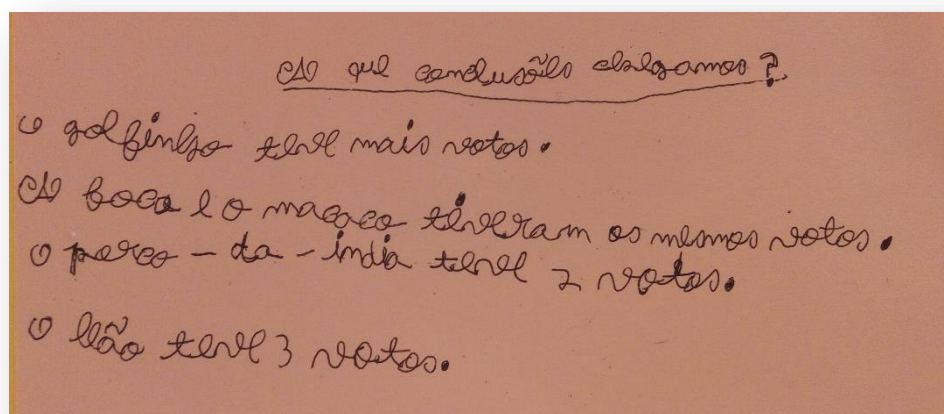 A que conclusões chegamos?
O golfinho teve mais votos.
A foca e o macaco tiveram os mesmos votos.
O porco-da-índia teve 2 votos.
O leão teve 3 votos.